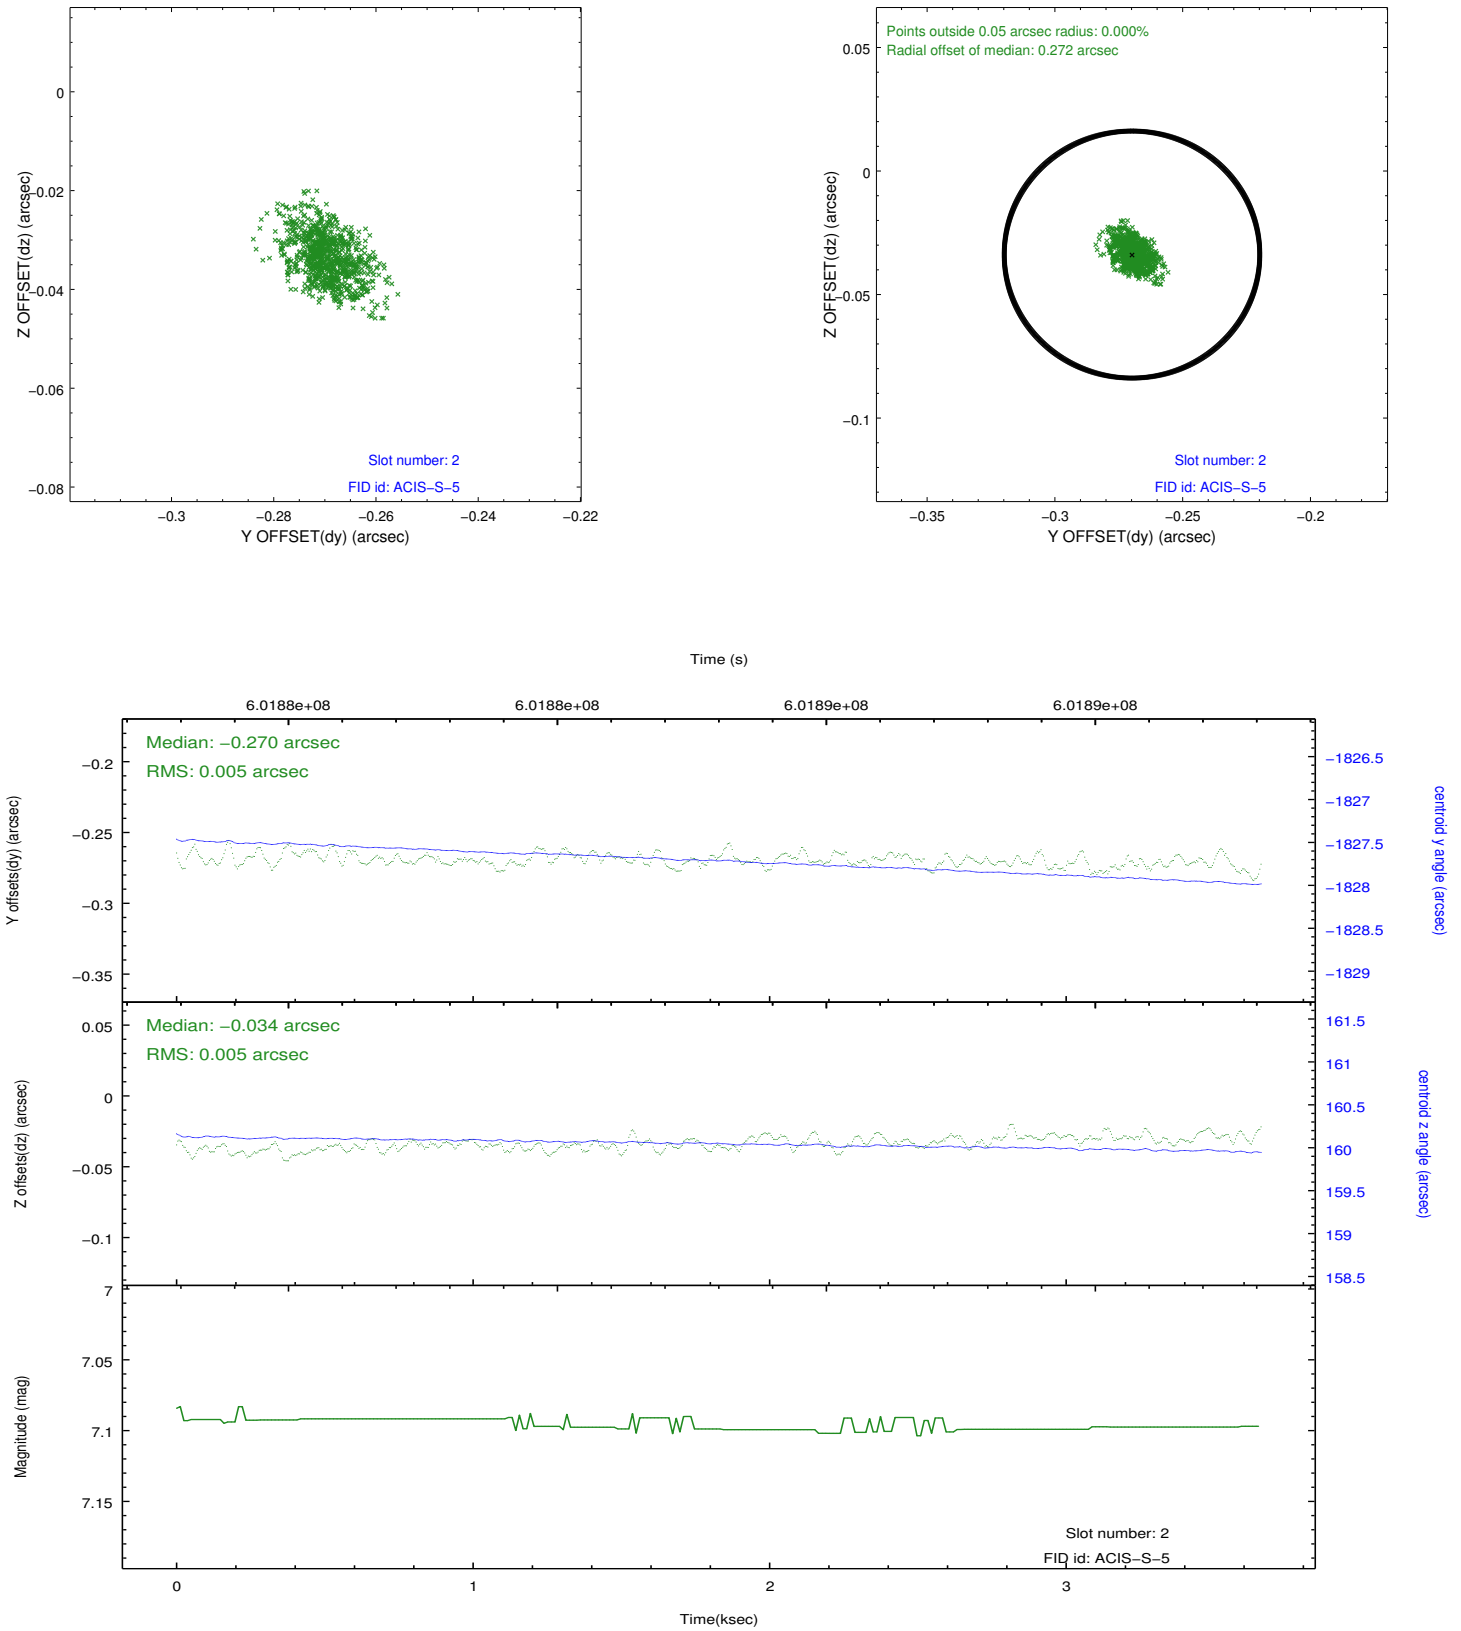 0
−0.02
−0.04
−0.06
−0.08
Z OFFSET(dz) (arcsec)
Slot number: 2
FID id: ACIS−S−5
−0.3
−0.28
−0.26
−0.24
−0.22
Y OFFSET(dy) (arcsec)
Points outside 0.05 arcsec radius: 0.000%
Radial offset of median: 0.272 arcsec
0.05
0
−0.05
−0.1
Z OFFSET(dz) (arcsec)
Slot number: 2
FID id: ACIS−S−5
−0.35
−0.3
−0.25
−0.2
Y OFFSET(dy) (arcsec)
Time (s)
6.0188e+08
6.0188e+08
6.0189e+08
6.0189e+08
Median: −0.270 arcsec
RMS: 0.005 arcsec
−0.2
−0.25
−0.3
−0.35
Y offsets(dy) (arcsec)
−1826.5
−1827
−1827.5
−1828
−1828.5
−1829
centroid y angle (arcsec)
Median: −0.034 arcsec
RMS: 0.005 arcsec
0.05
0
−0.05
−0.1
Z offsets(dz) (arcsec)
161.5
161
160.5
160
159.5
159
158.5
centroid z angle (arcsec)
7
7.05
7.1
7.15
Magnitude (mag)
Slot number: 2
FID id: ACIS−S−5
0
1
2
3
Time(ksec)